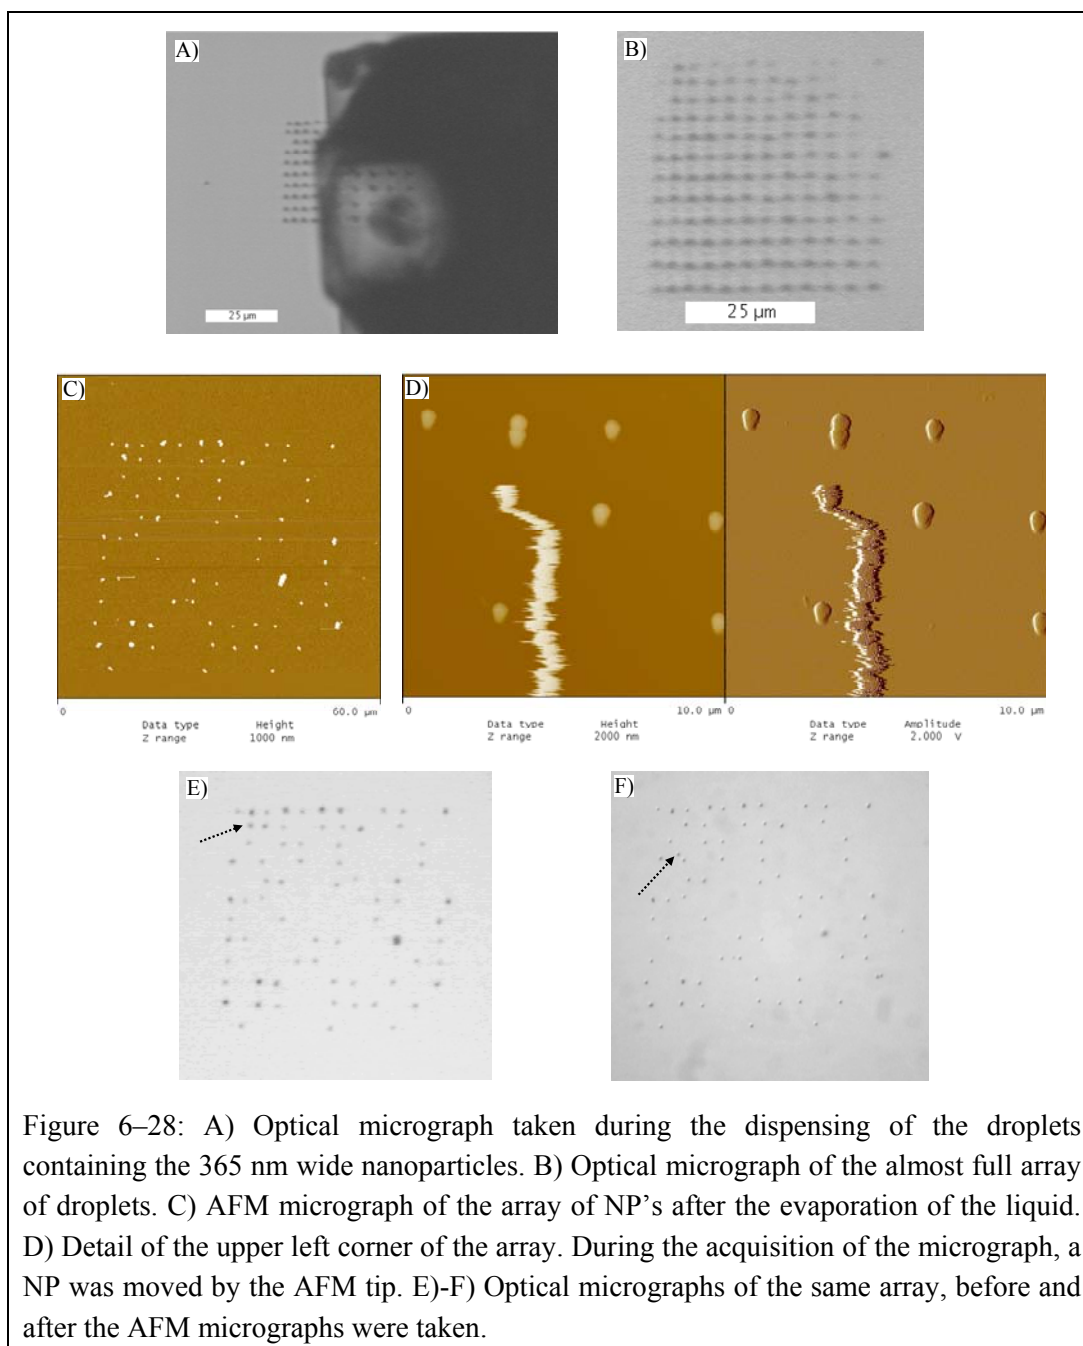 A)
B)
25 µm
25 µm
C)
D)
0
60.0 µm
Data type
Height
Z range
1000 nm
0
10.0 µm
Data type
Height
Z range
2000 nm
0
10.0 µm
Data type
Amplitude
Z range
2.000 V
E)
F)
Figure 6–28: A) Optical micrograph taken during the dispensing of the droplets
containing the 365 nm wide nanoparticles. B) Optical micrograph of the almost full array
of droplets. C) AFM micrograph of the array of NP's after the evaporation of the liquid.
D) Detail of the upper left corner of the array. During the acquisition of the micrograph, a
NP was moved by the AFM tip. E)-F) Optical micrographs of the same array, before and
after the AFM micrographs were taken.